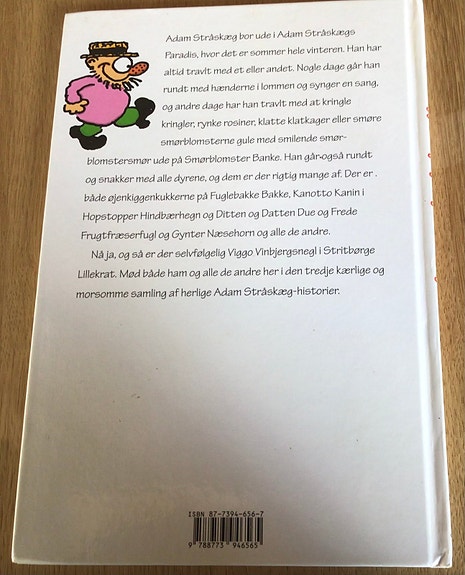 Adam Stråskæg bor ude i Adam Stråskægs
Paradis, hvor det er sommer hele vinteren. Han har
altid travlt med et eller andet. Nogle dage går han
rundt med hænderne i lommen og synger en sang,
og andre dage har han travlt med at kringle
kringler, rynke rosiner, klatte klatkager eller smøre
smørblomsterne gule med smilende smør-
blomstersmør ude på Smørblomster Banke. Han går også rundt
og snakker med alle dyrene, og dem er der rigtig mange af. Der er
både øjenkiggenkukkerne på Fuglebakke Bakke, Kanotto Kanin i
Hopstopper Hindbærhegn og Ditten og Datten Due og Frede
Frugtfræserfugl og Gynter Næsehorn og alle de andre.
Nå ja, og så er der selvfølgelig Viggo Vinbjergsnegl i Stritbørge
Lillekrat. Mød både ham og alle de andre her i den tredje kærlige og
morsomme samling af herlige Adam Stråskæg-historier.
ISBN 87-7394-656-7
9 788773 946565